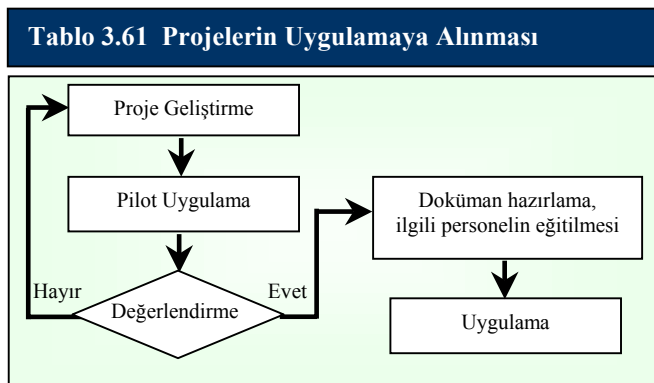 Tablo 3.61 Projelerin Uygulamaya Alınması
Proje Geliştirme
Pilot Uygulama
Hayır
Değerlendirme
Evet
Doküman hazırlama,
ilgili personelin eğitilmesi
Uygulama